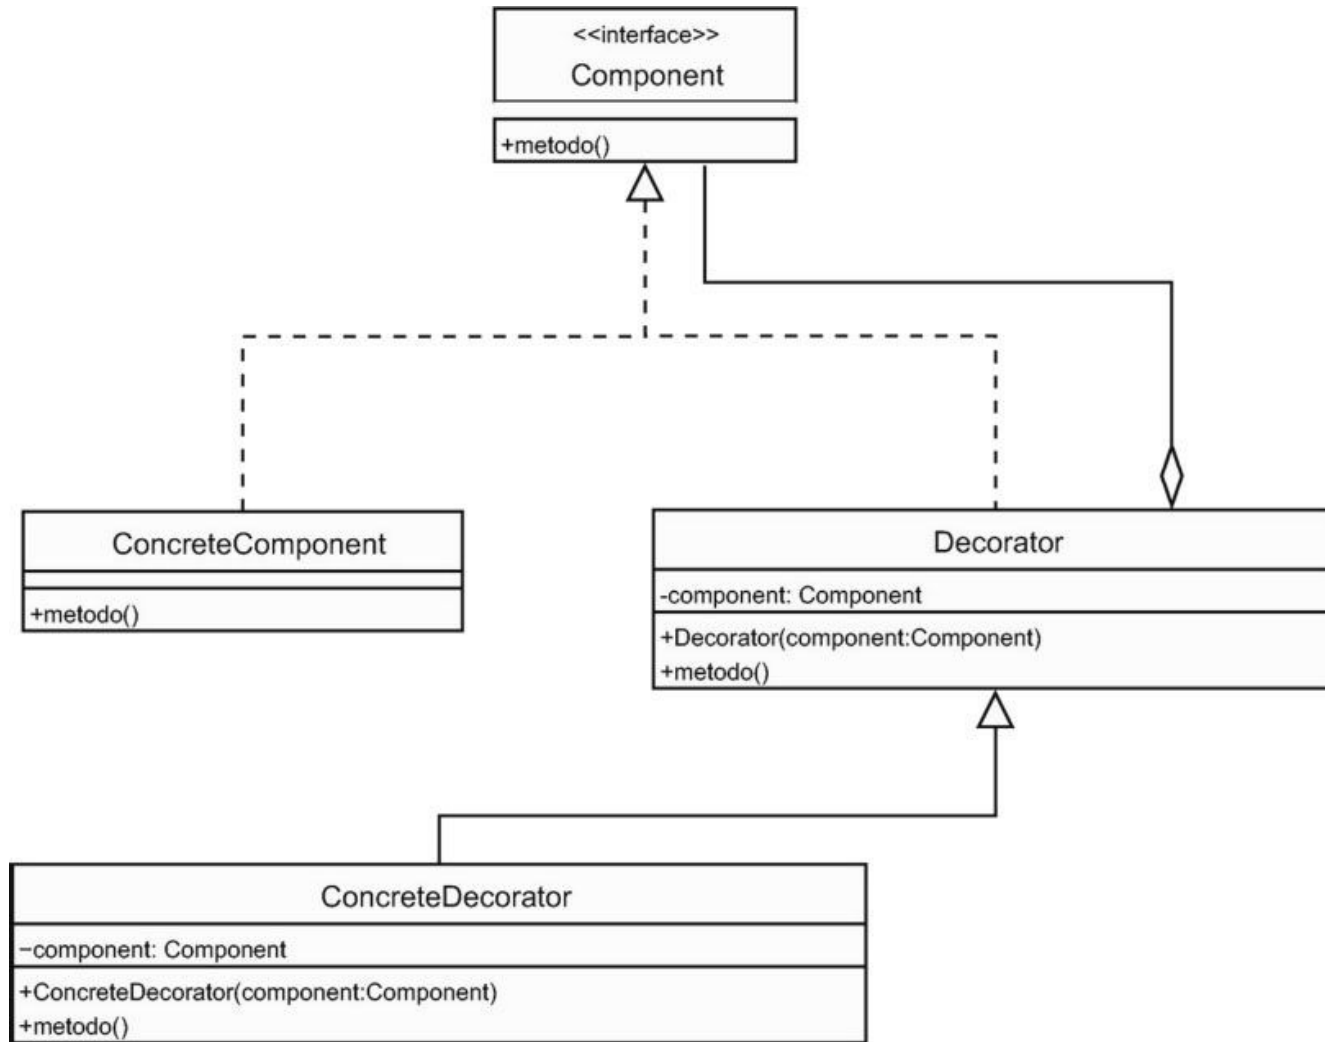 <<interface>>
Component
+metodo()
ConcreteComponent
+metodo()
Decorator
-component: Component
+Decorator(component:Component)
+metodo()
ConcreteDecorator
−component: Component
+ConcreteDecorator(component:Component)
+metodo()